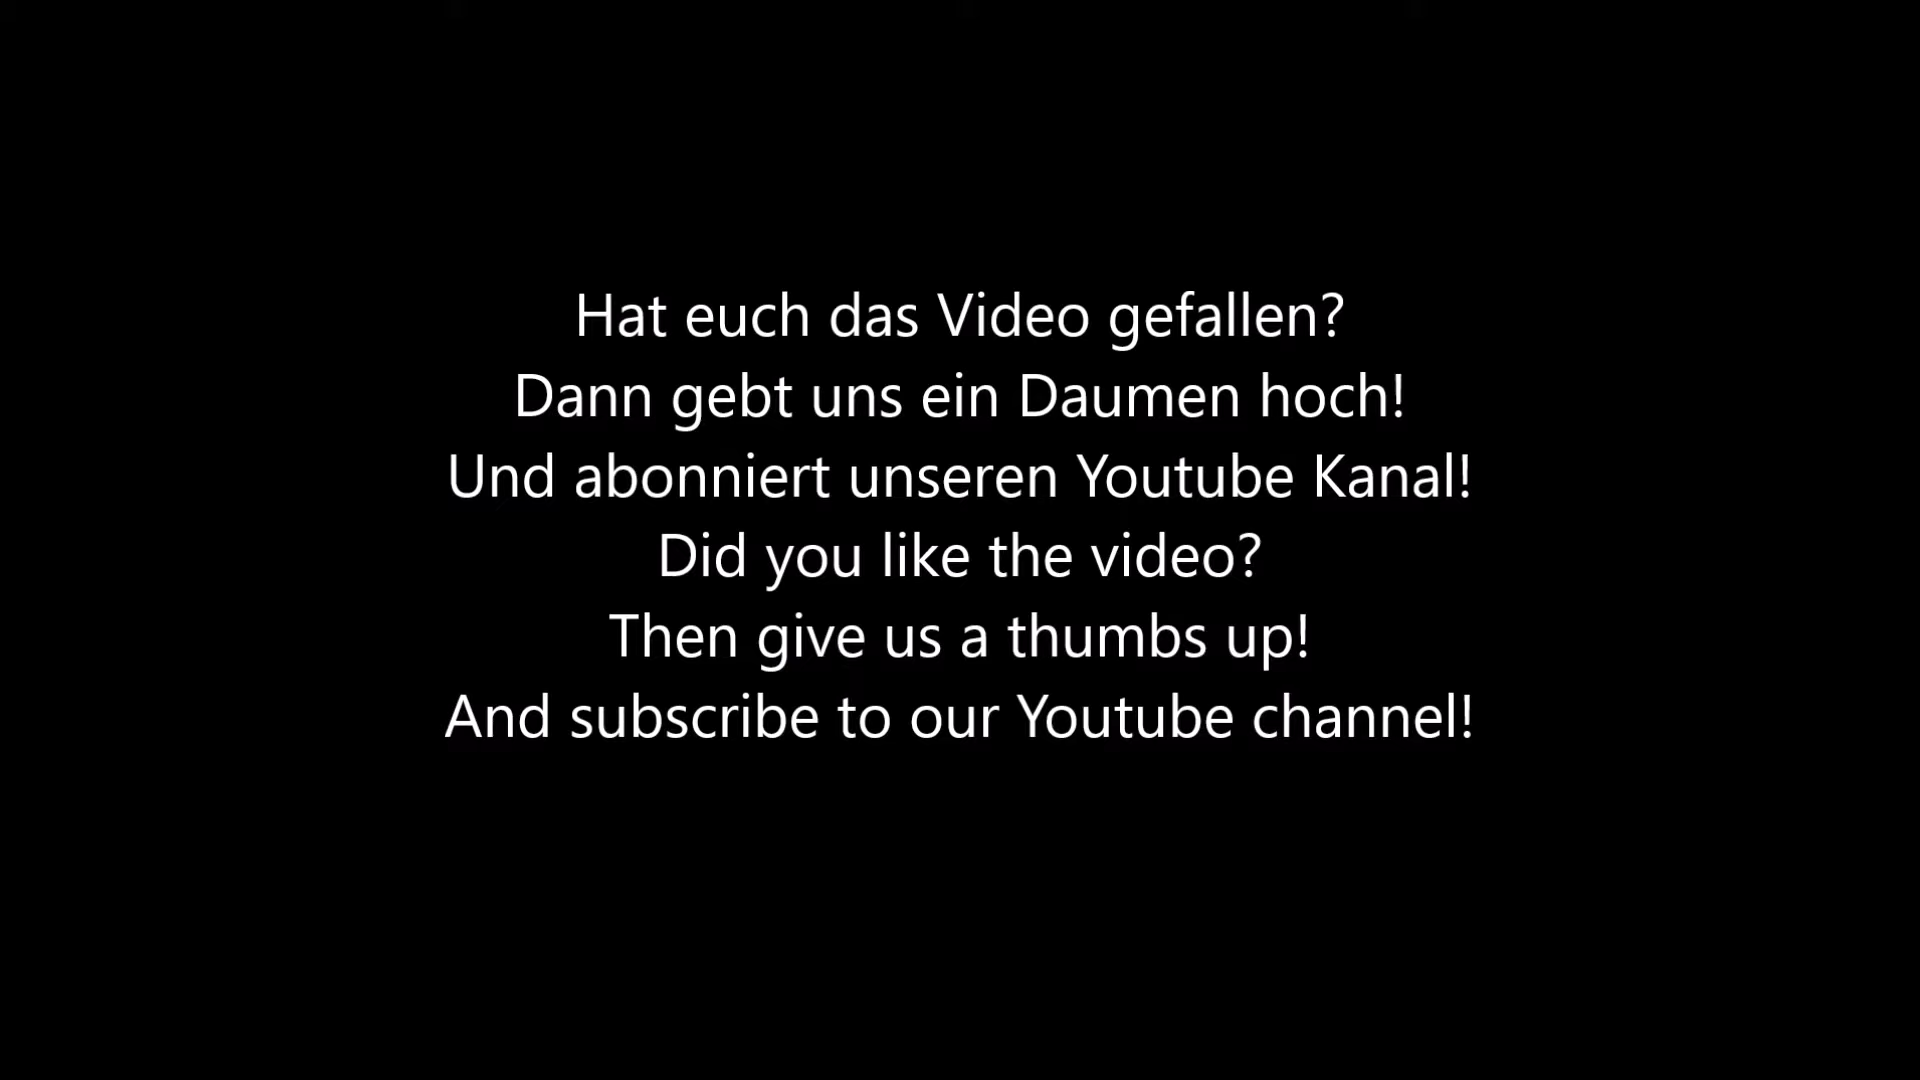 Hat euch das Video gefallen?
Dann gebt uns ein Daumen hoch!
Und abonniert unseren Youtube Kanal!
Did you like the video?
Then give us a thumbs up!
And subscribe to our Youtube channel!